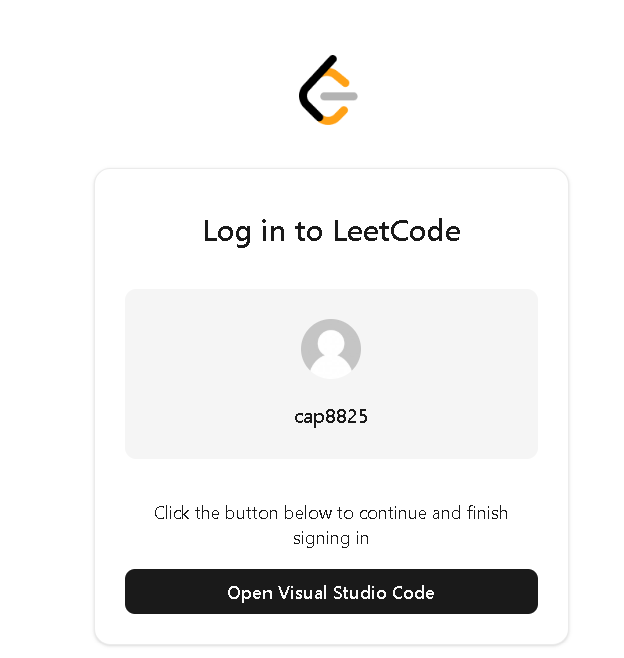 Log in to LeetCode
cap8825
Click the button below to continue and finish
signing in
Open Visual Studio Code